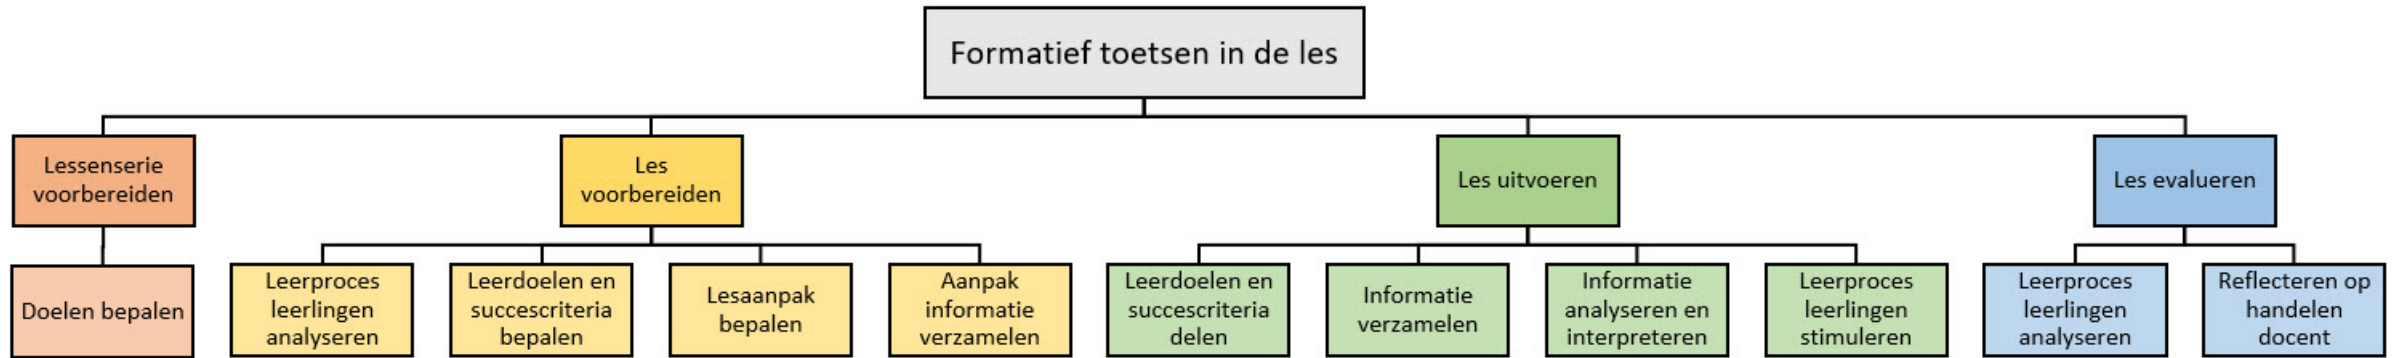 Formatief toetsen in de les
Lessenserie
voorbereiden
Les
voorbereiden
Les uitvoeren
Les evalueren
Doelen bepalen
Leerproces
leerlingen
analyseren
Leerdoelen en
succescriteria
bepalen
Lesaanpak
bepalen
Aanpak
informatie
verzamelen
Leerdoelen en
succescriteria
delen
Informatie
verzamelen
Informatie
analyseren en
interpreteren
Leerproces
leerlingen
stimuleren
Leerproces
leerlingen
analyseren
Reflecteren op
handelen
docent